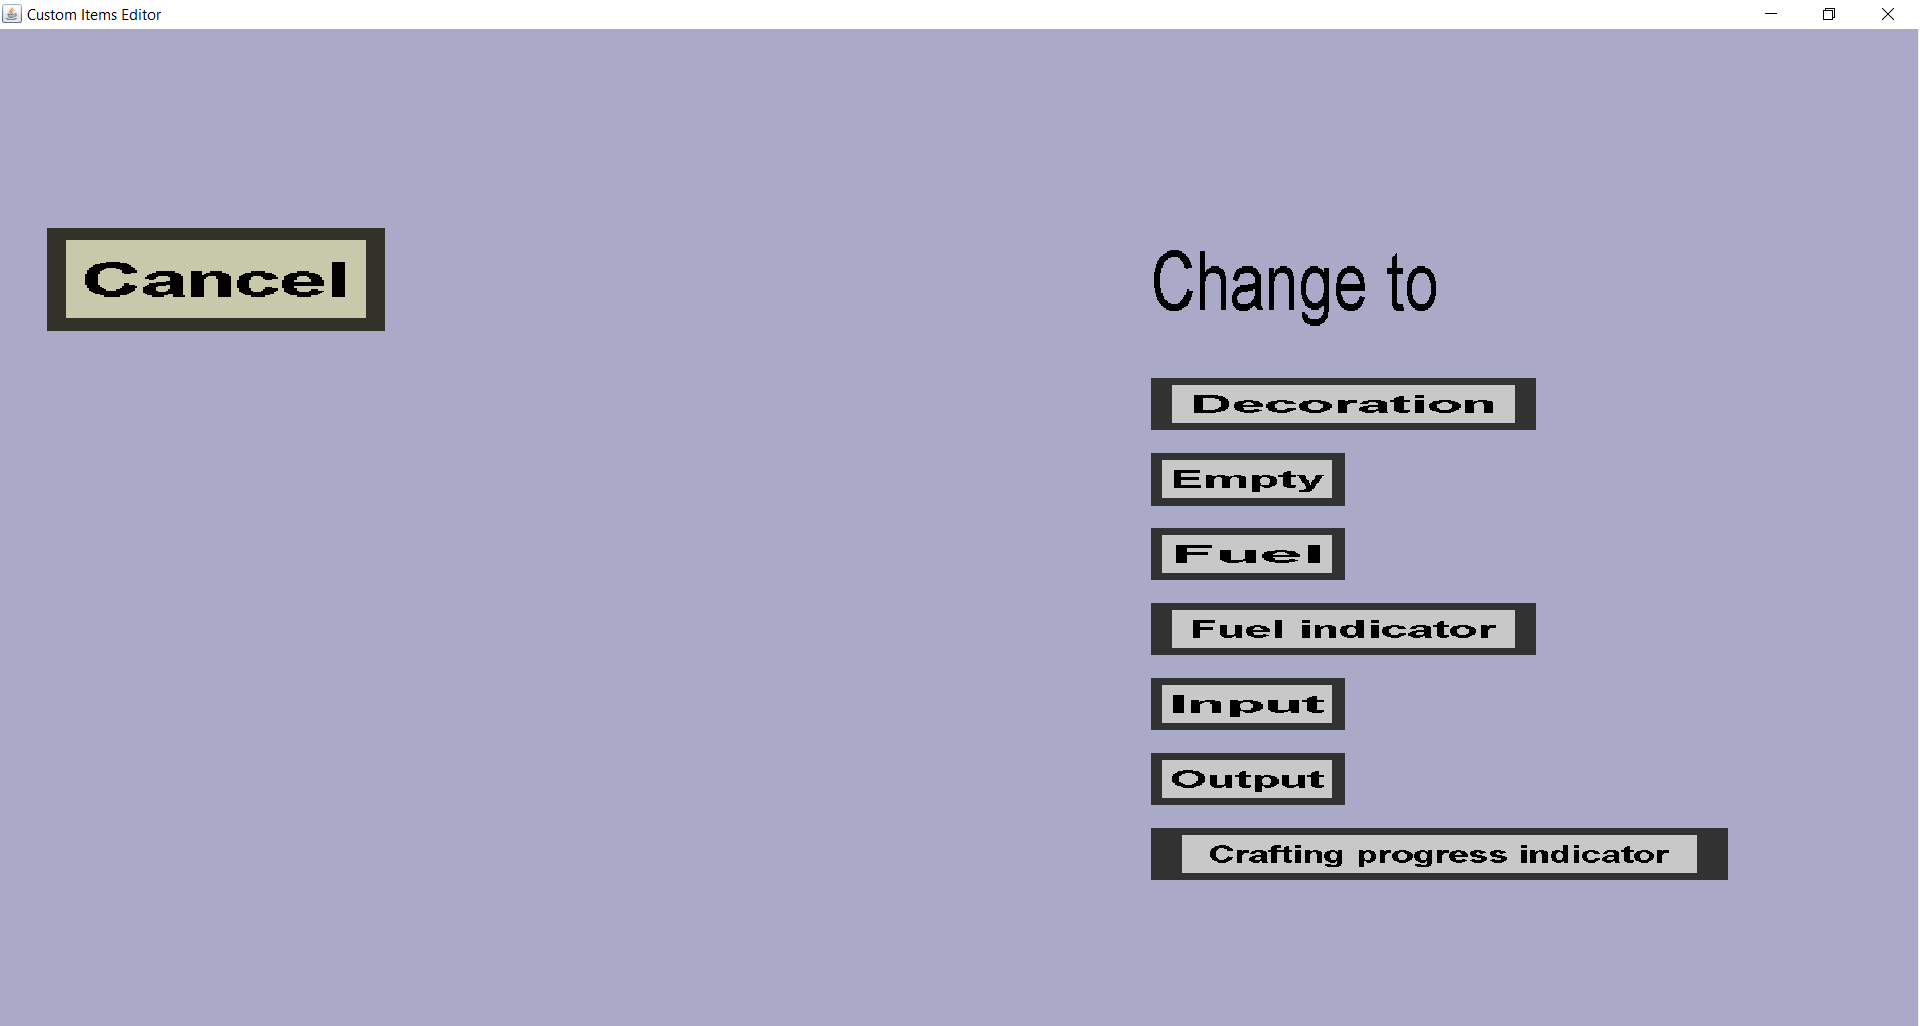 Custom Items Editor
Cancel
Change to
Decoration
Empty
Fuel
Fuel indicator
Input
Output
Crafting progress indicator